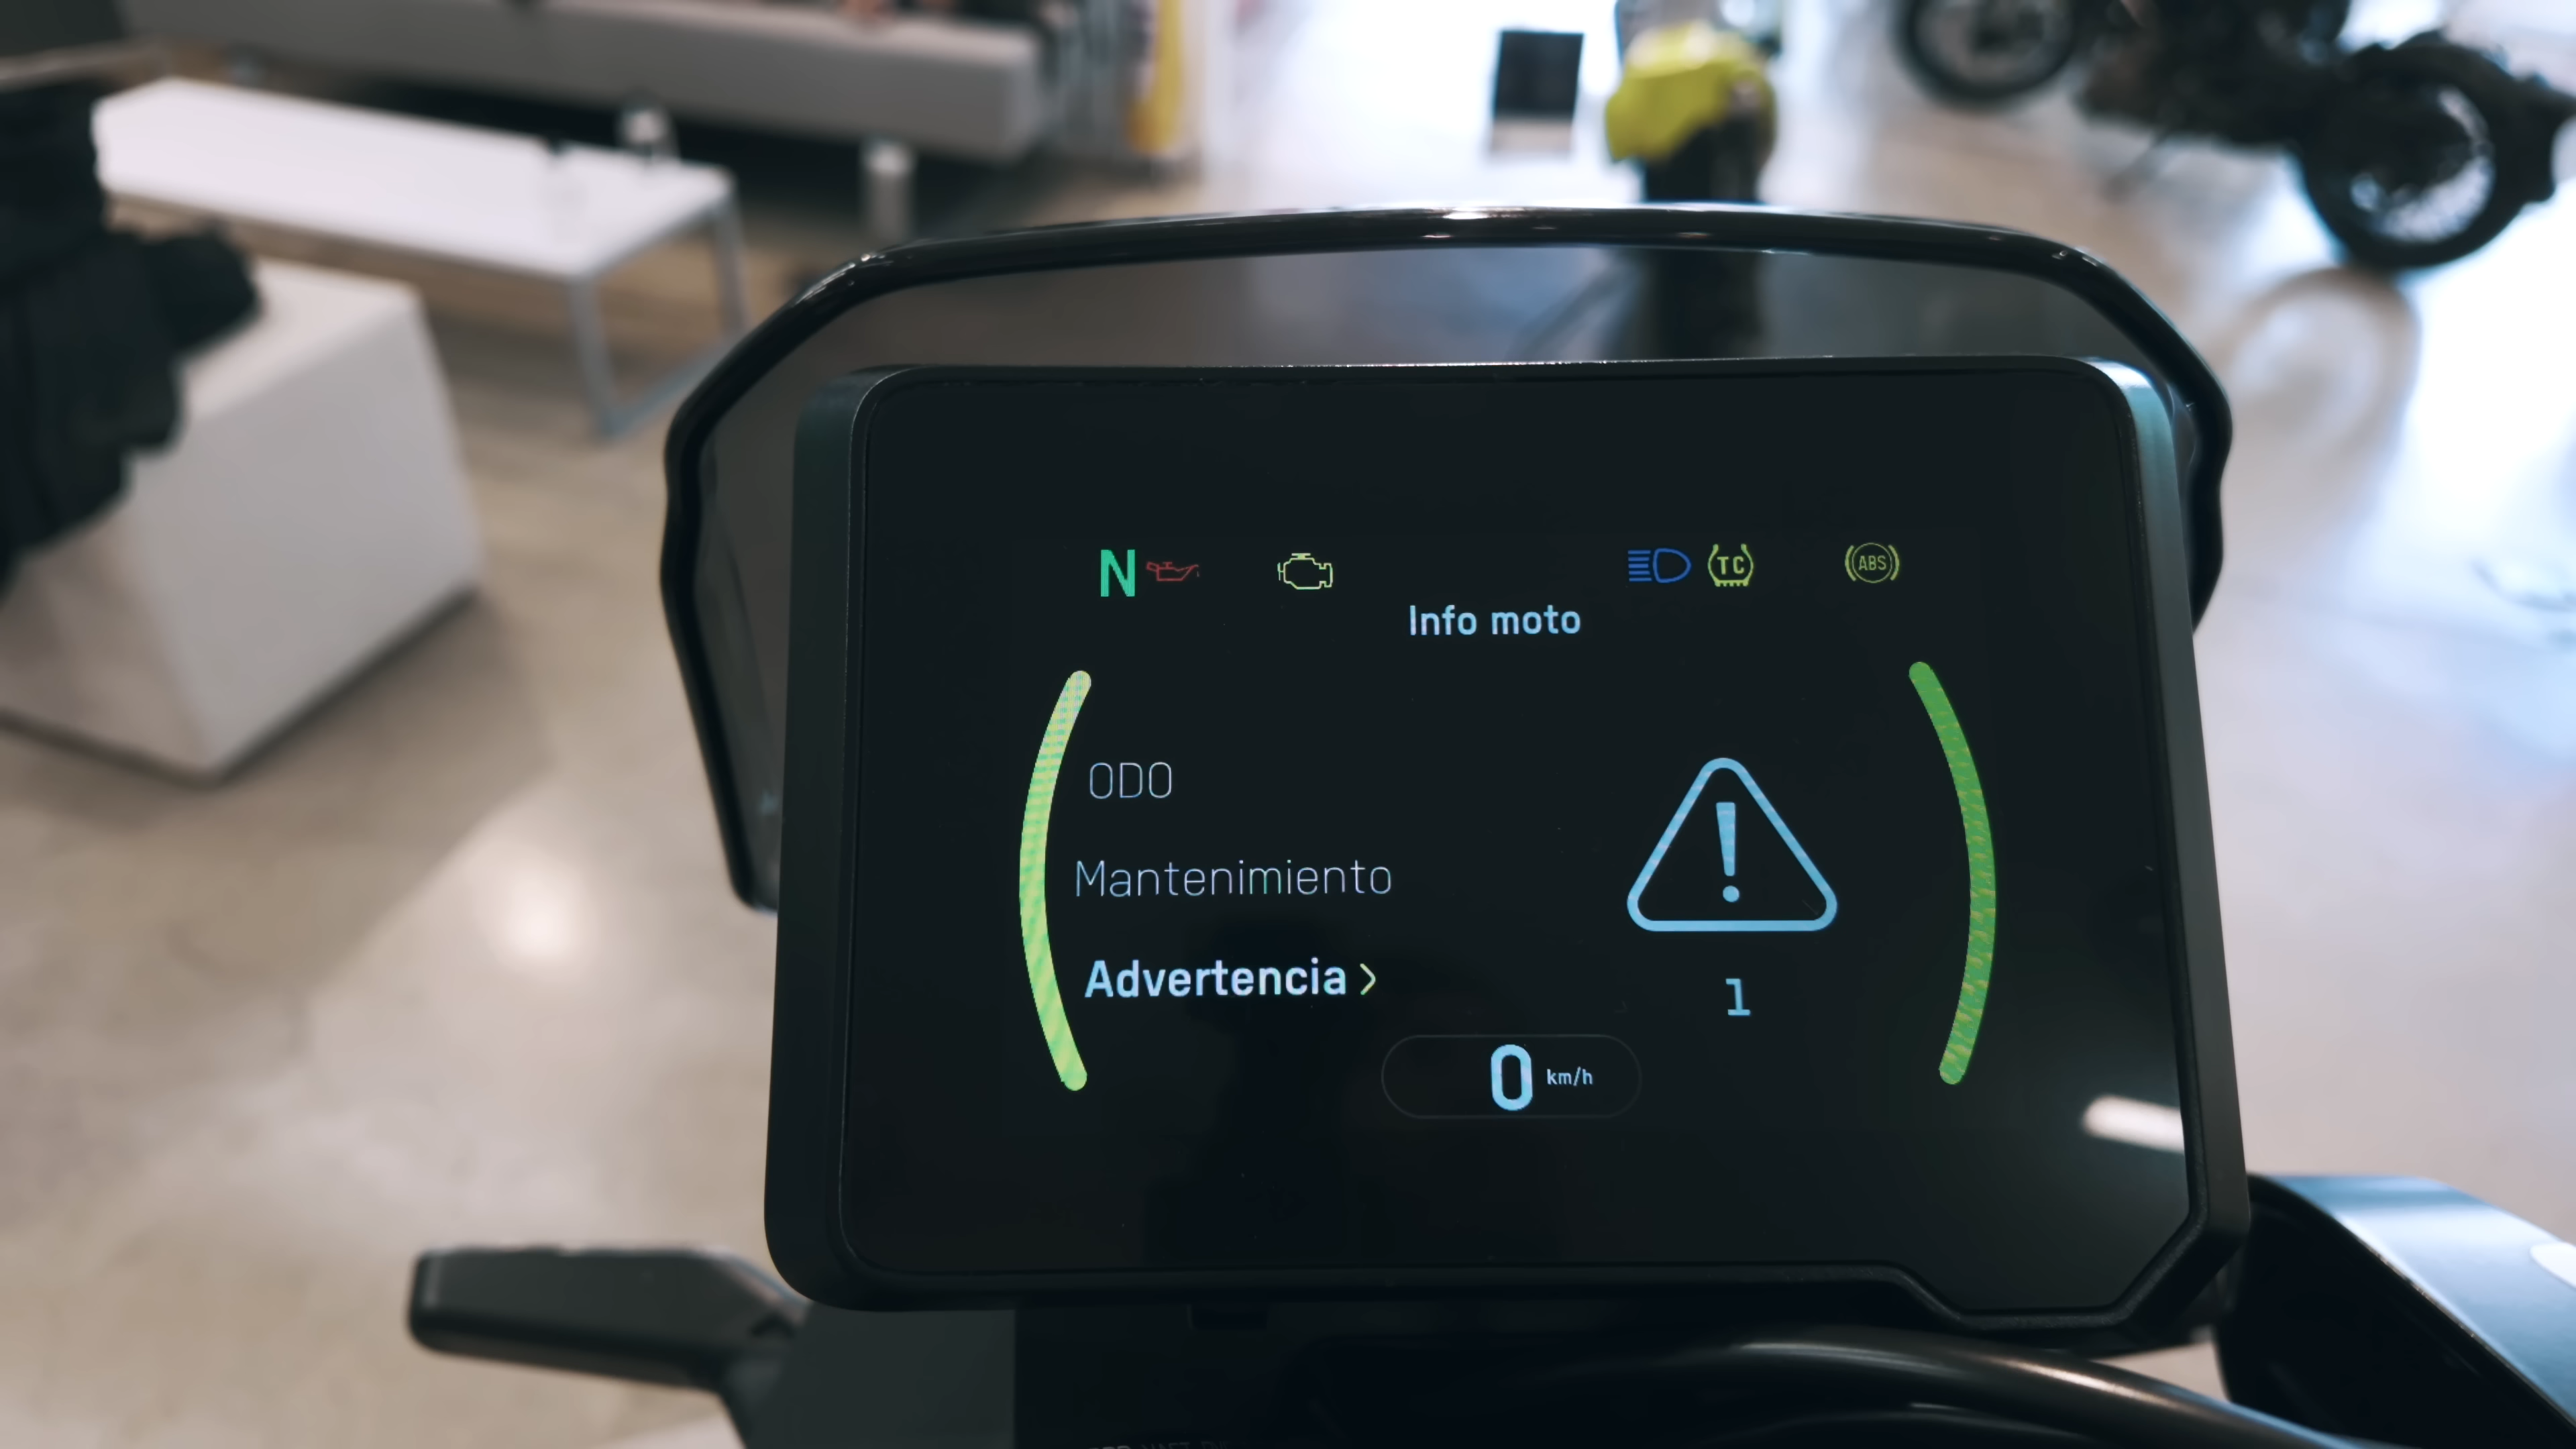 N
TC
ABS
Info moto
ODO
Mantenimiento
Advertencia >
1
0 km/h